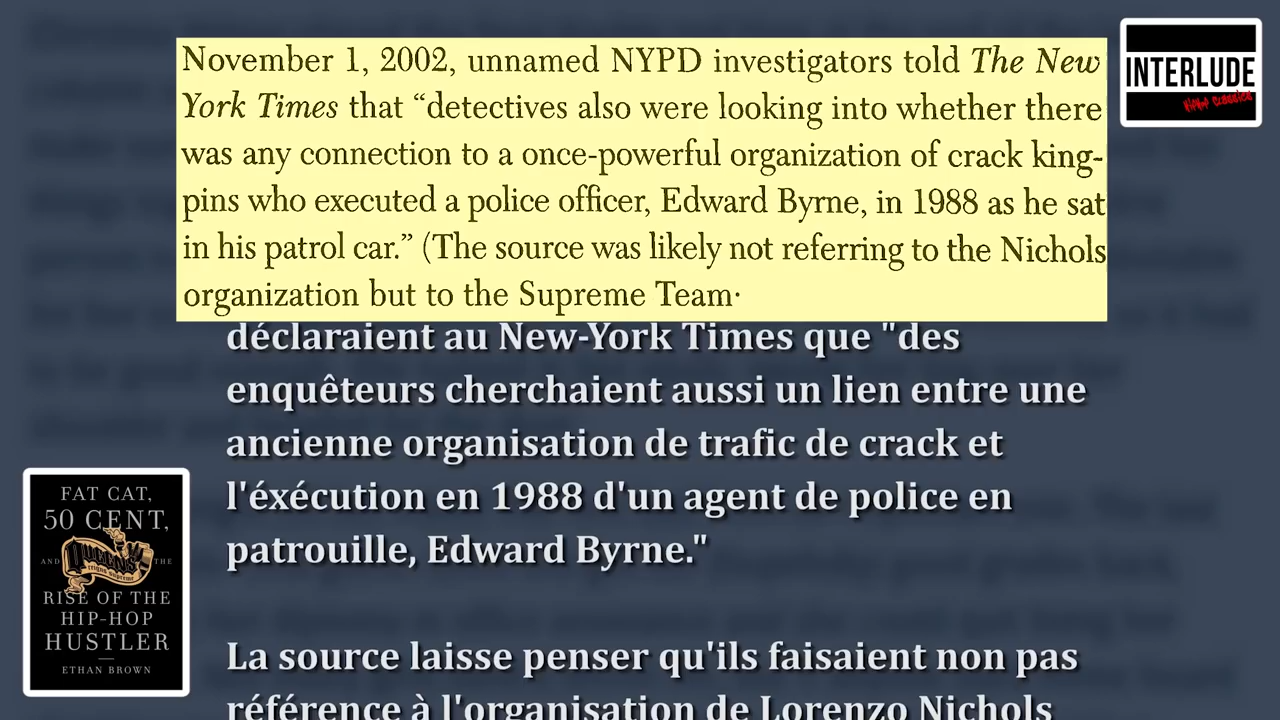 November 1, 2002, unnamed NYPD investigators told The New
York Times that “detectives also were looking into whether there
was any connection to a once-powerful organization of crack king-
pins who executed a police officer, Edward Byrne, in 1988 as he sat
in his patrol car.” (The source was likely not referring to the Nichols
organization but to the Supreme Team·
déclaraient au New-York Times que "des
enquêteurs cherchaient aussi un lien entre une
ancienne organisation de trafic de crack et
l'éxécution en 1988 d'un agent de police en
patrouille, Edward Byrne."
La source laisse penser qu'ils faisaient non pas
référence à l'organisation de Lorenzo Nichols
INTERLUDE
FAT CAT,
50 CENT,
AND QUEENS THE
reigns supreme
RISE OF THE
HIP-HOP
HUSTLER
ETHAN BROWN